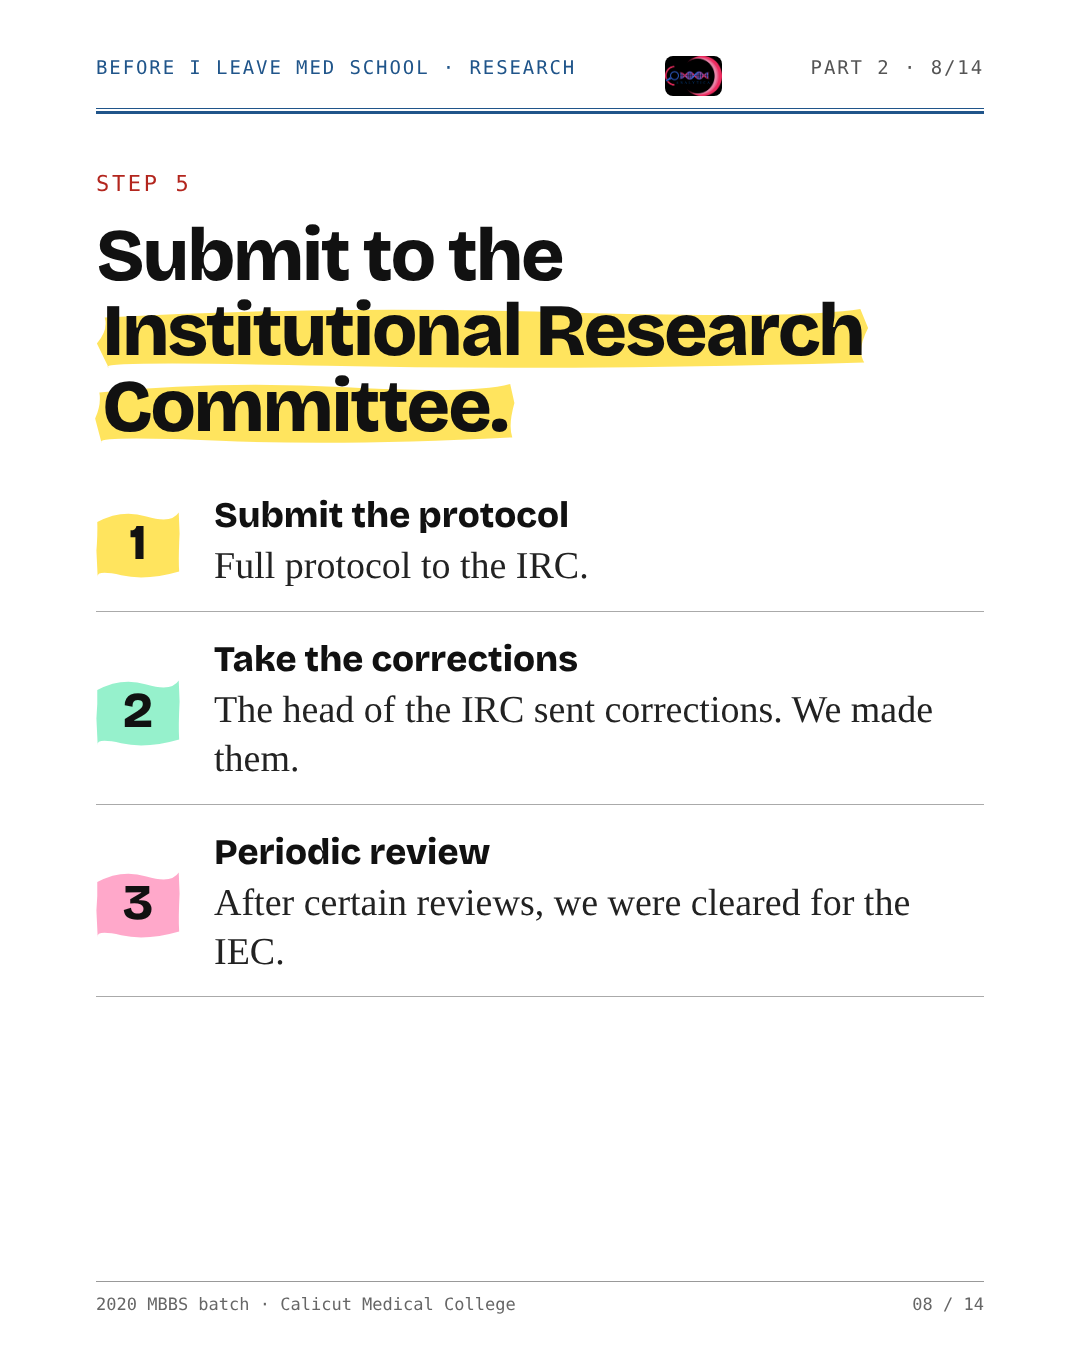 BEFORE I LEAVE MED SCHOOL · RESEARCH
PART 2 · 8/14
STEP 5
Submit to the
Institutional Research
Committee.
1
Submit the protocol
Full protocol to the IRC.
2
Take the corrections
The head of the IRC sent corrections. We made
them.
3
Periodic review
After certain reviews, we were cleared for the
IEC.
2020 MBBS batch · Calicut Medical College
08 / 14